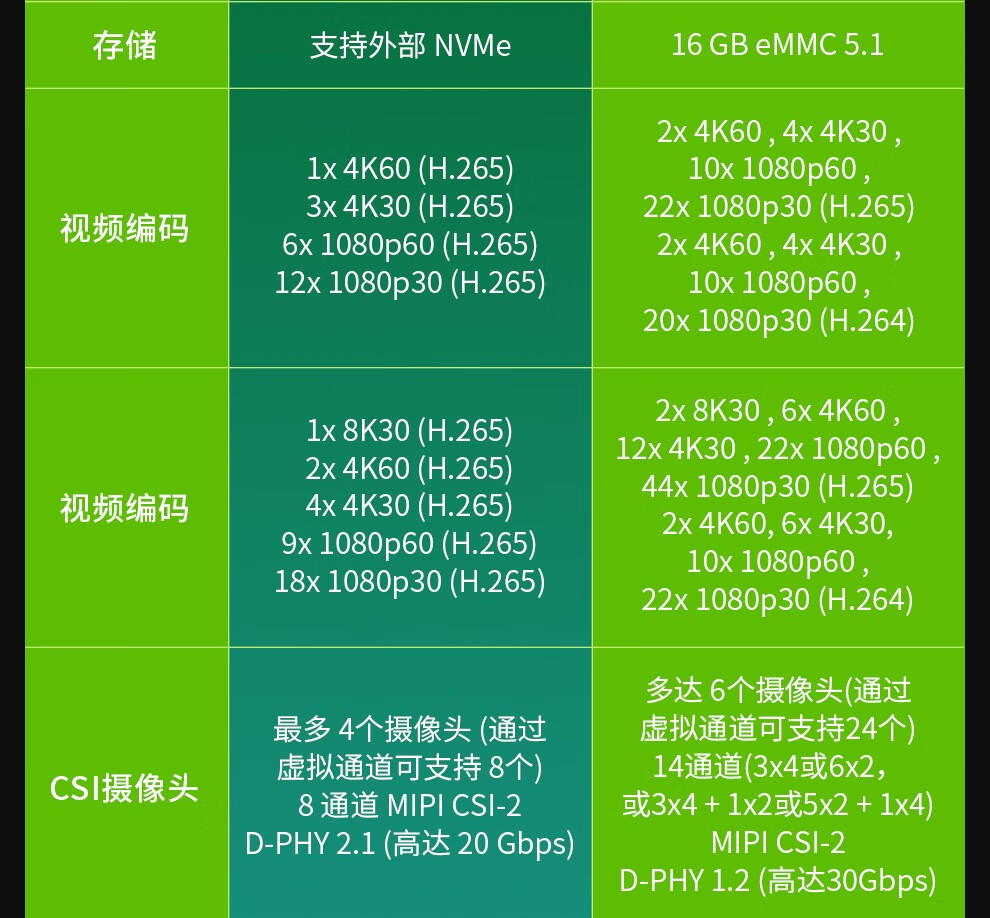 存储
支持外部 NVMe
16 GB eMMC 5.1
视频编码
1x 4K60 (H.265)
3x 4K30 (H.265)
6x 1080p60 (H.265)
12x 1080p30 (H.265)
2x 4K60 , 4x 4K30 ,
10x 1080p60 ,
22x 1080p30 (H.265)
2x 4K60 , 4x 4K30 ,
10x 1080p60 ,
20x 1080p30 (H.264)
视频编码
1x 8K30 (H.265)
2x 4K60 (H.265)
4x 4K30 (H.265)
9x 1080p60 (H.265)
18x 1080p30 (H.265)
2x 8K30 , 6x 4K60 ,
12x 4K30 , 22x 1080p60 ,
44x 1080p30 (H.265)
2x 4K60, 6x 4K30,
10x 1080p60 ,
22x 1080p30 (H.264)
CSI摄像头
最多 4个摄像头 (通过
虚拟通道可支持 8个)
8 通道 MIPI CSI-2
D-PHY 2.1 (高达 20 Gbps)
多达 6个摄像头(通过
虚拟通道可支持24个)
14通道(3x4或6x2，
或3x4 + 1x2或5x2 + 1x4)
MIPI CSI-2
D-PHY 1.2 (高达30Gbps)